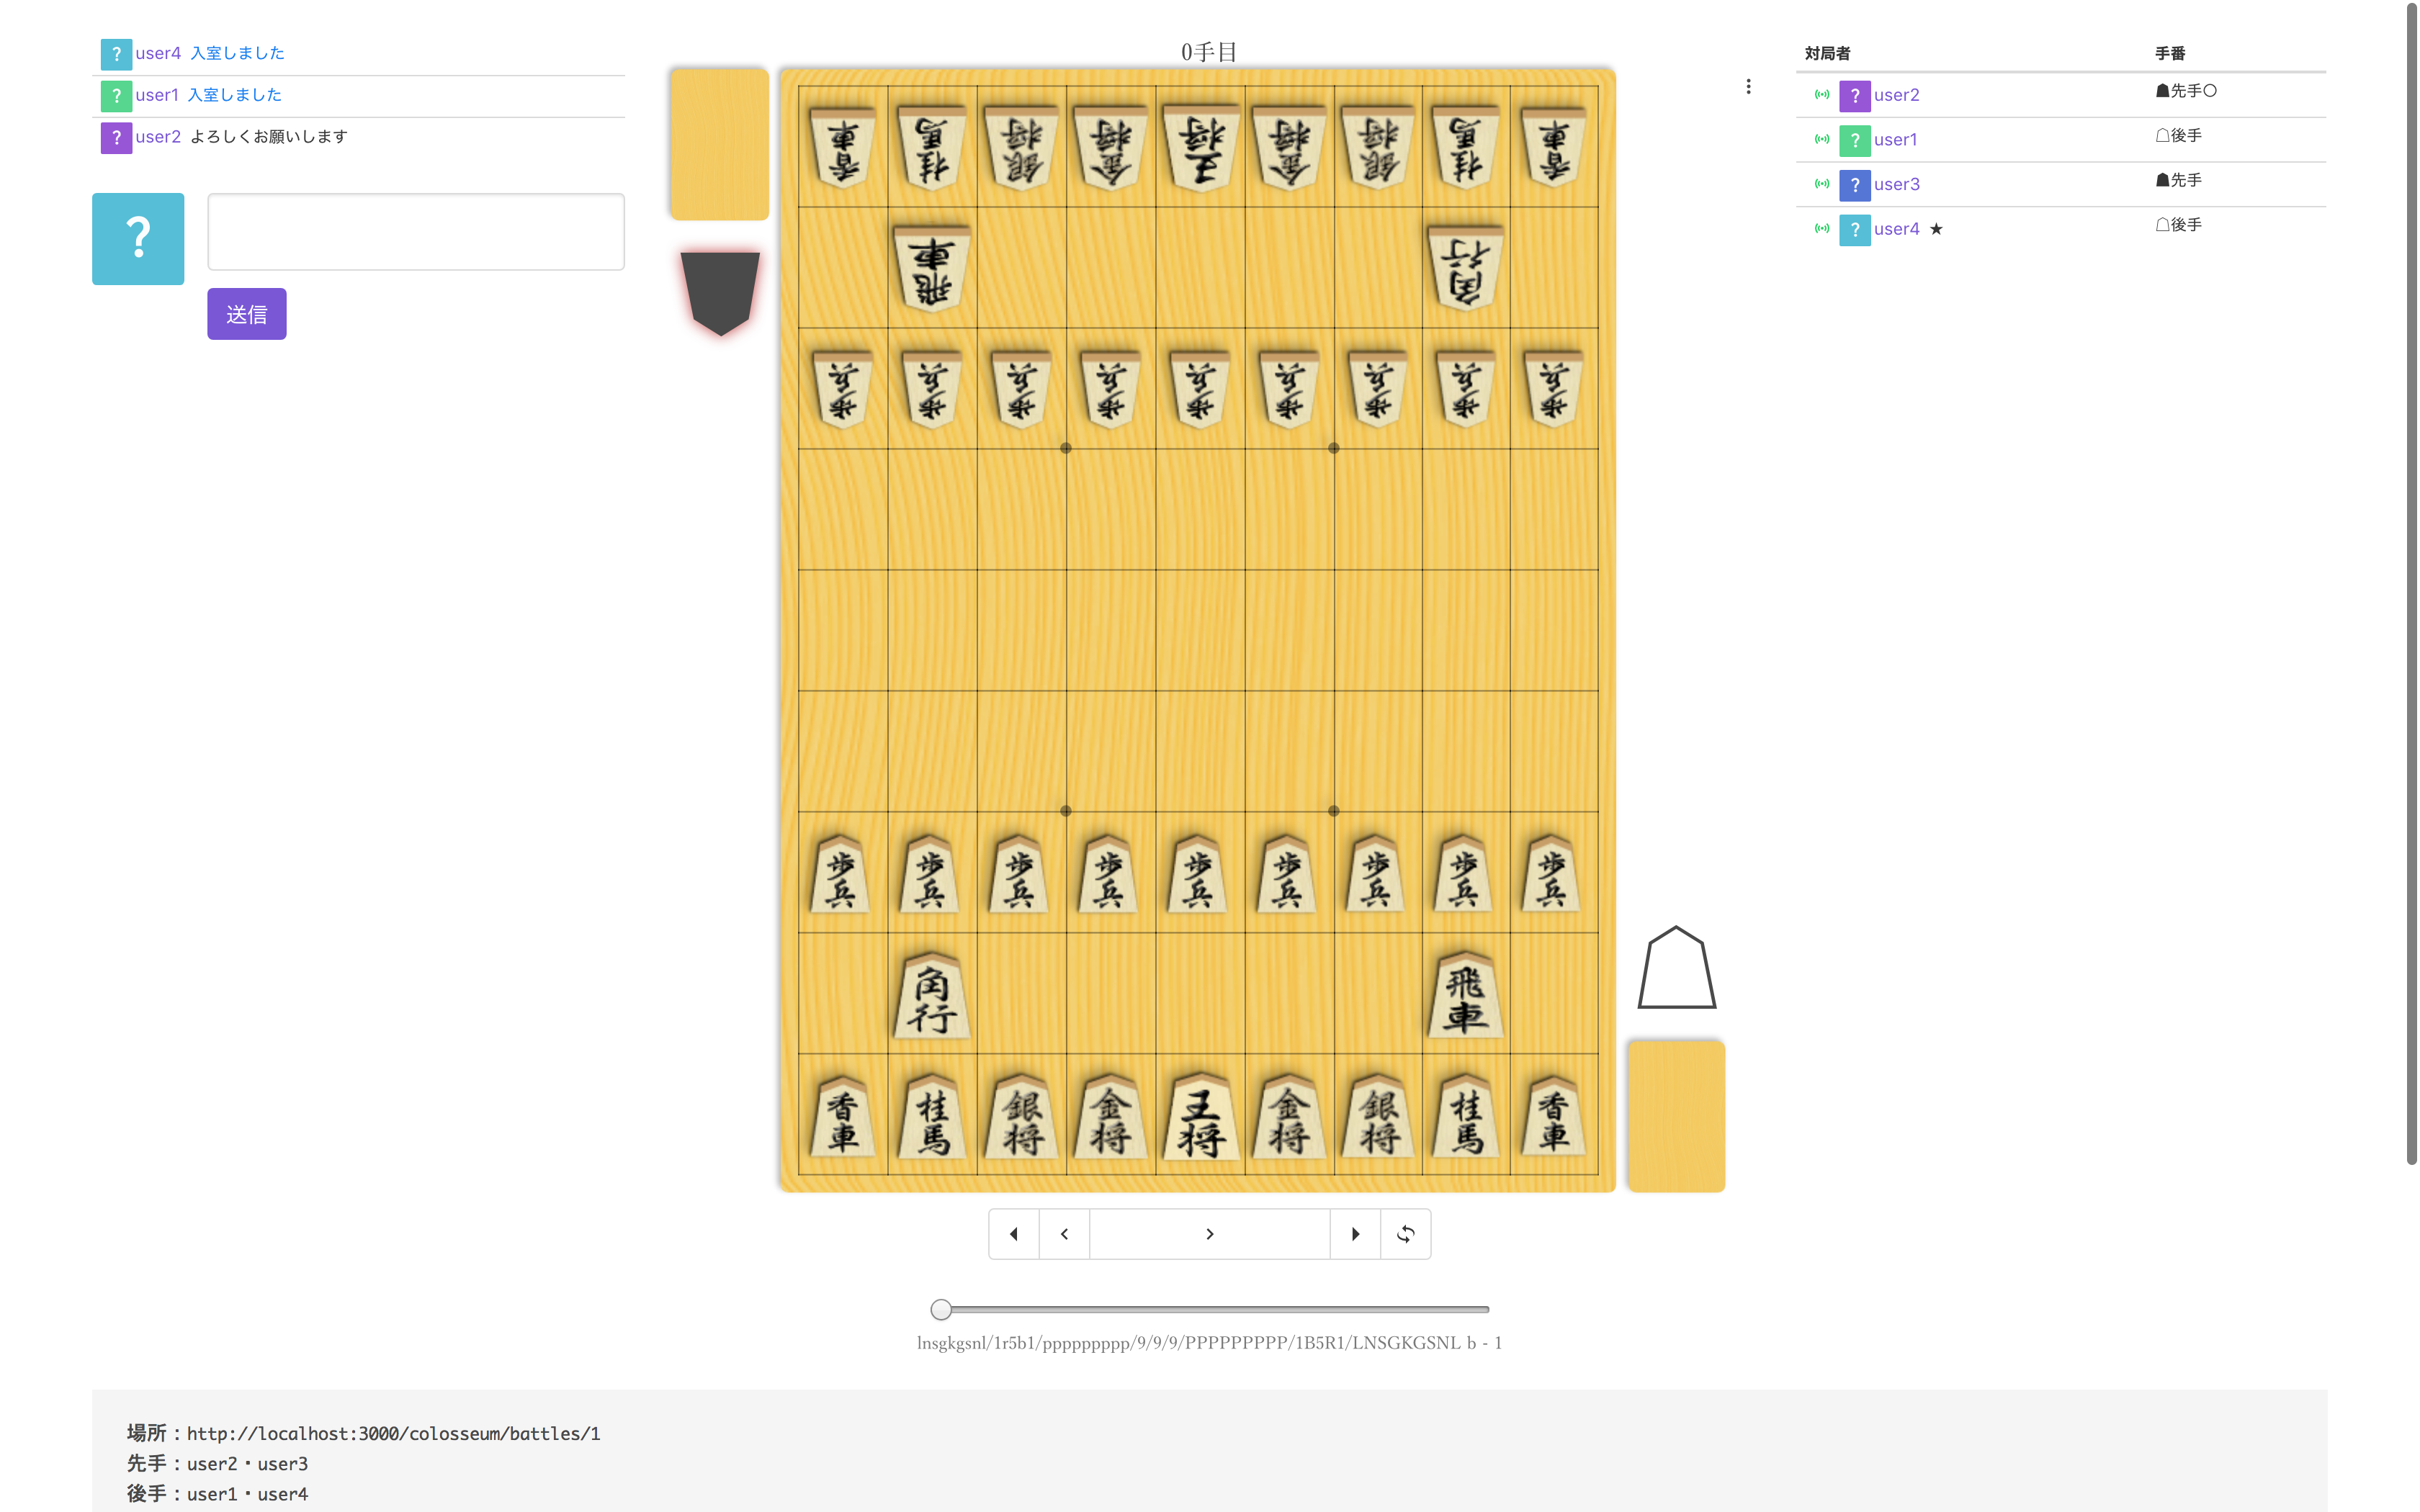 ? user4 入室しました
? user1 入室しました
? user2 よろしくお願いします
?
送信
0手目
香車 桂馬 銀将 金将 王将 金将 銀将 桂馬 香車
飛車 角行
歩兵 歩兵 歩兵 歩兵 歩兵 歩兵 歩兵 歩兵 歩兵
歩兵 歩兵 歩兵 歩兵 歩兵 歩兵 歩兵 歩兵 歩兵
角行 飛車
香車 桂馬 銀将 金将 王将 金将 銀将 桂馬 香車
lnsgkgsnl/1r5b1/ppppppppp/9/9/9/PPPPPPPPP/1B5R1/LNSGKGSNL b - 1
対局者 手番
? user2 ☗先手○
? user1 ☖後手
? user3 ☗先手
? user4 ★ ☖後手
場所：http://localhost:3000/colosseum/battles/1
先手：user2・user3
後手：user1・user4